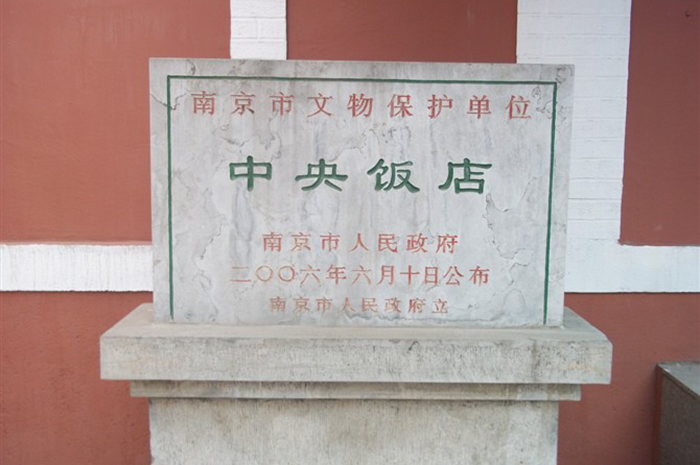 南京市文物保护单位
中央饭店
南京市人民政府
二〇〇六年六月十日公布
南京市人民政府立